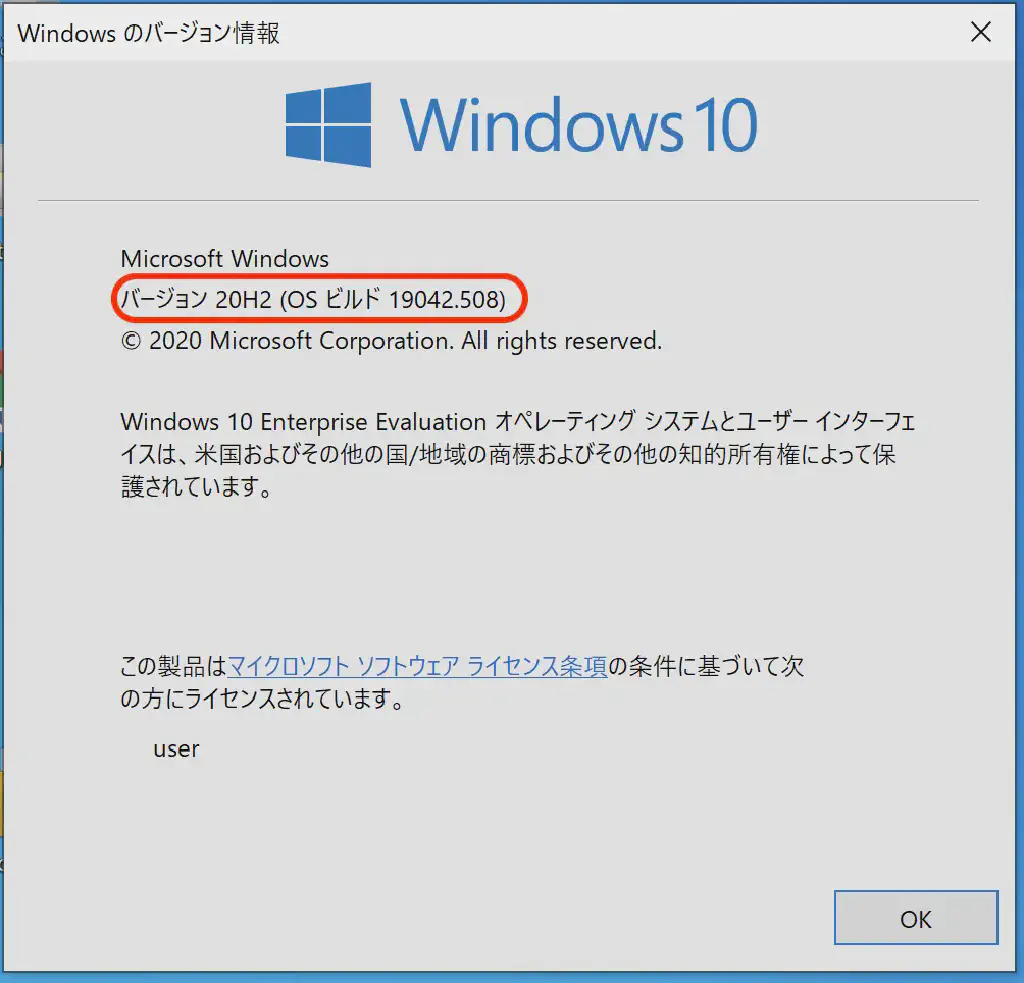 Windows のバージョン情報
Windows 10
Microsoft Windows
バージョン 20H2 (OS ビルド 19042.508)
© 2020 Microsoft Corporation. All rights reserved.
Windows 10 Enterprise Evaluation オペレーティング システムとユーザー インターフェ
イスは、米国およびその他の国/地域の商標およびその他の知的所有権によって保
護されています。
この製品はマイクロソフト ソフトウェア ライセンス条項の条件に基づいて次
の方にライセンスされています。
user
OK